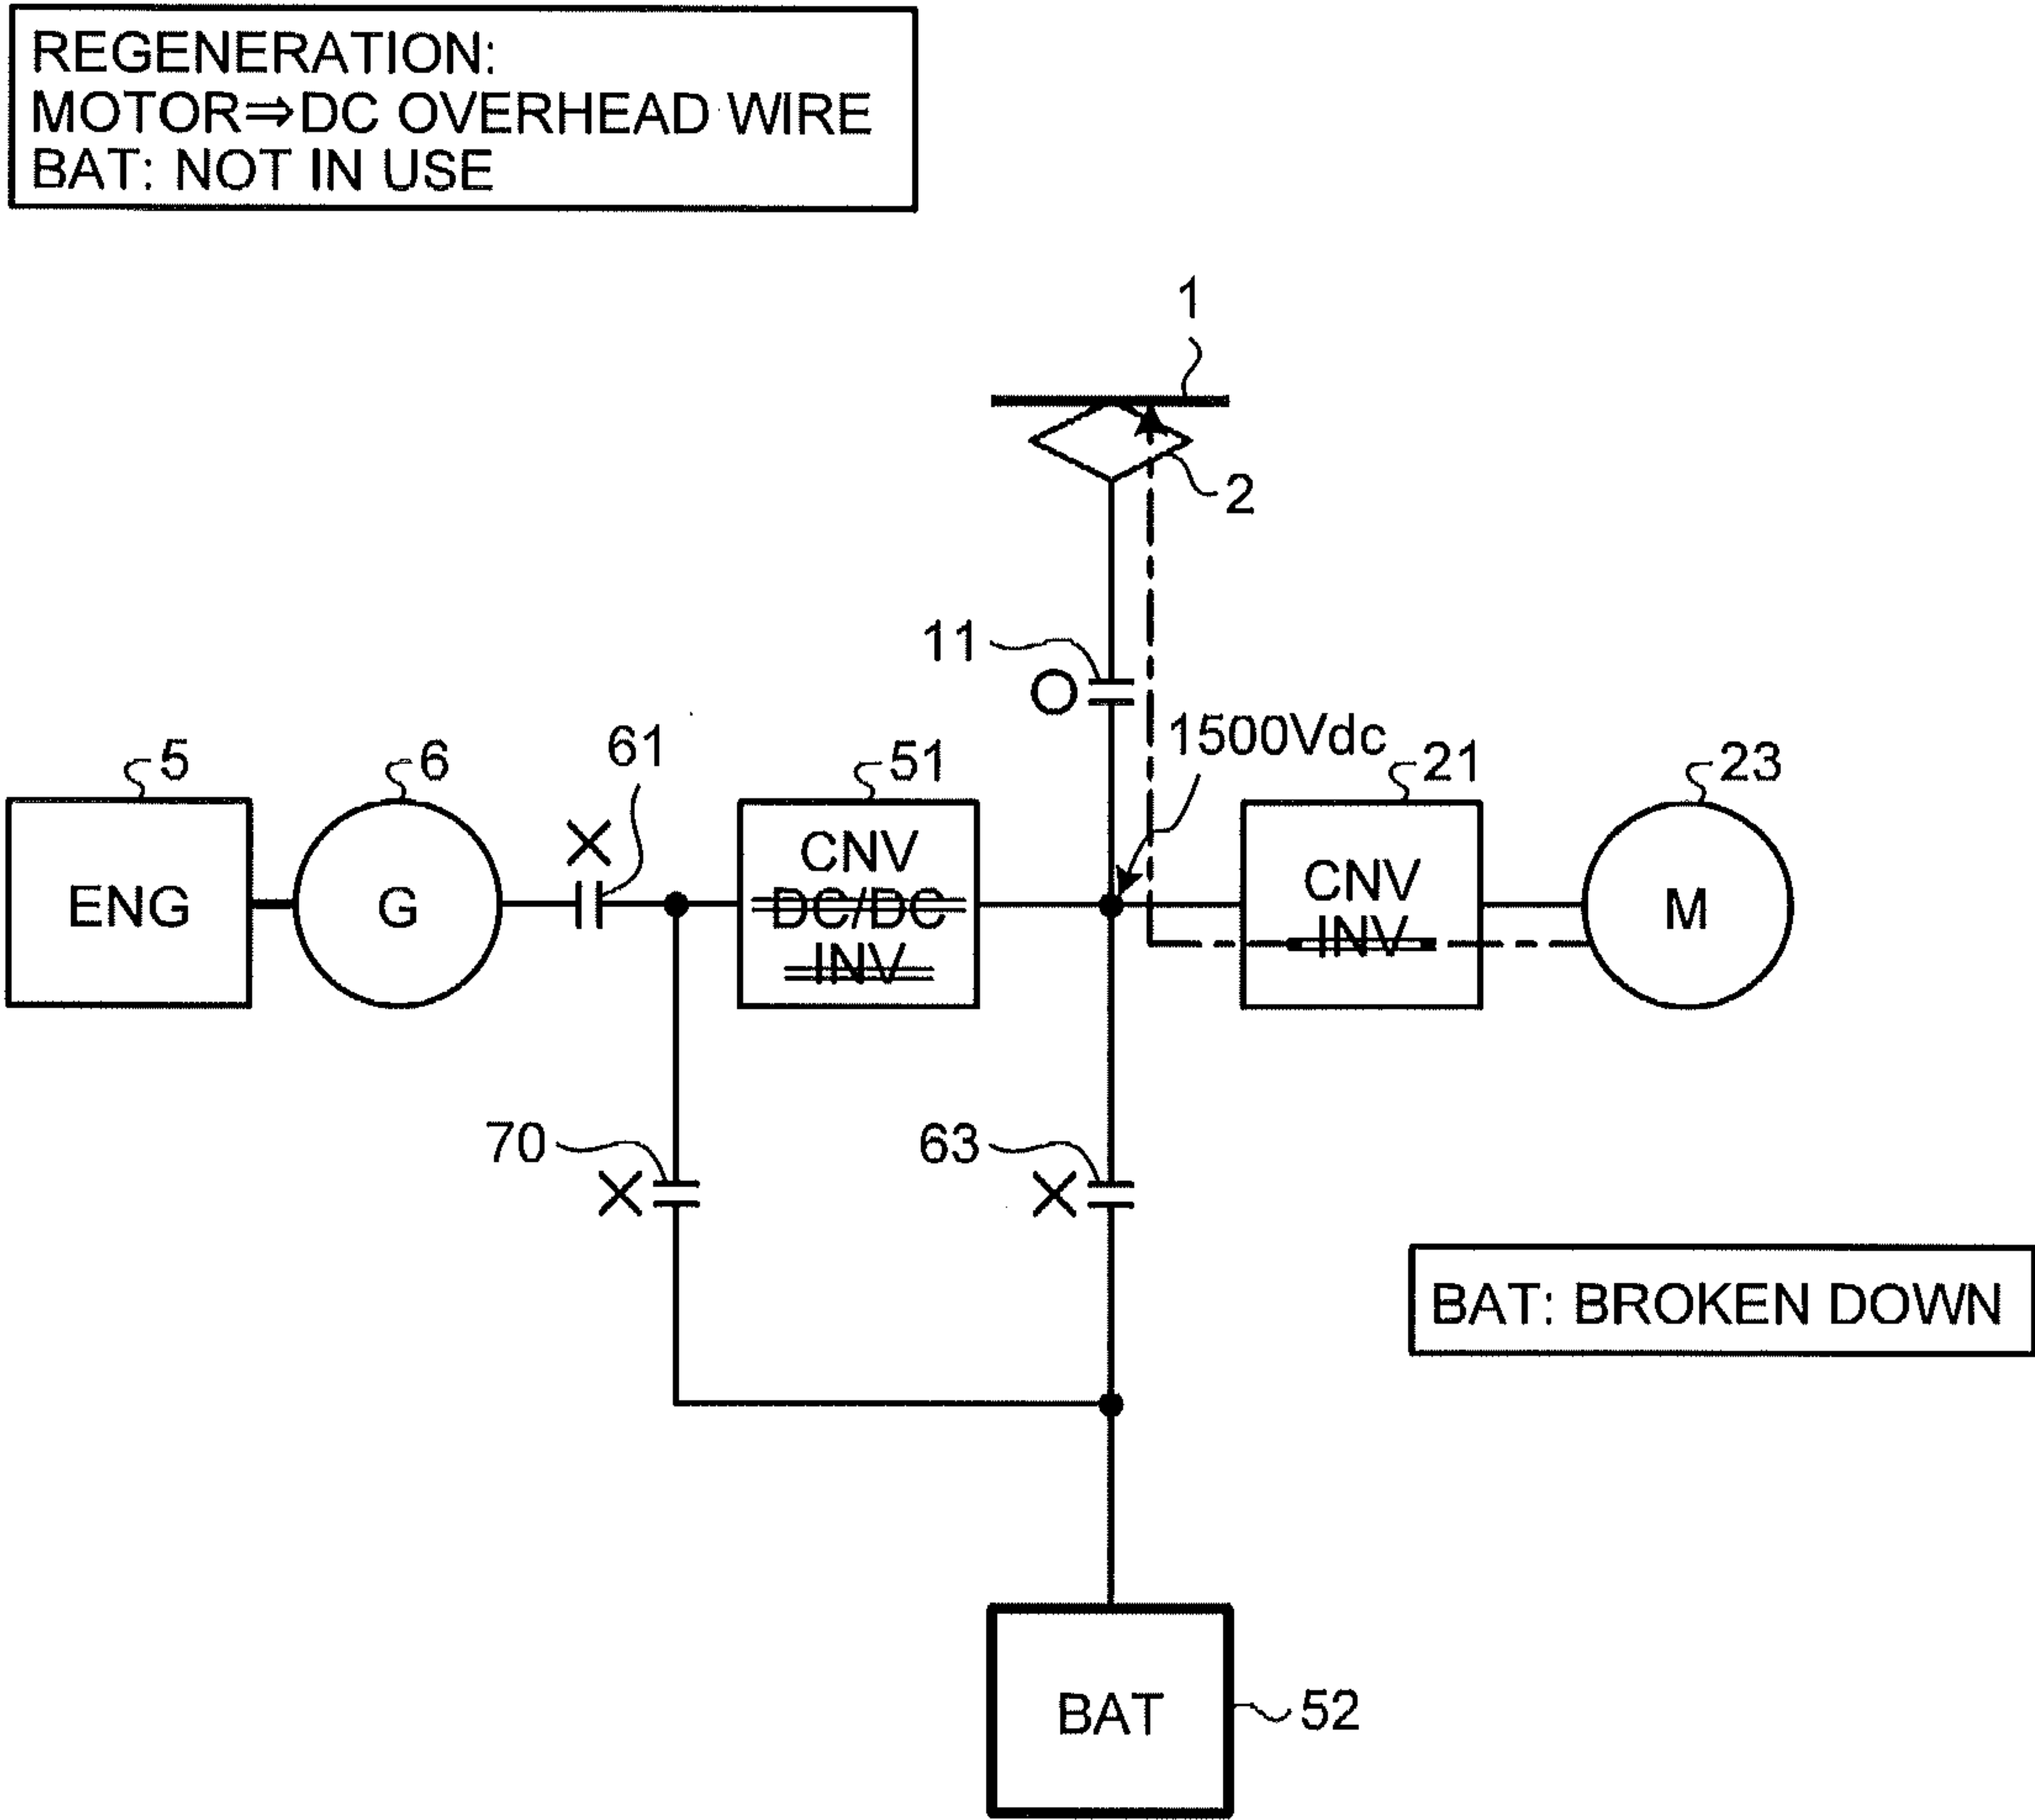 REGENERATION:
MOTOR⇒DC OVERHEAD WIRE
BAT: NOT IN USE
1
2
11
1500Vdc
5
6
61
51
21
23
ENG
G
CNV
DC/DC
INV
CNV
INV
M
70
63
BAT: BROKEN DOWN
BAT
52